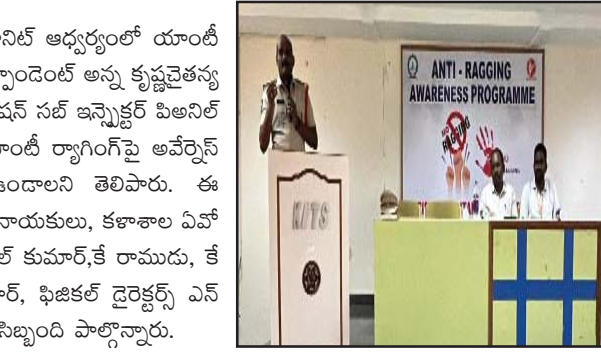 నిట్ ఆధ్వర్యంలో యాంటీ
స్పాండెంట్ అన్న కృష్ణచైతన్య
షన్ సబ్ ఇన్స్పెక్టర్ పిఅనిల్
ూంటీ ర్యాగింగ్‌పై అవేర్నెస్
ఉండాలని తెలిపారు. ఈ
నాయకులు, కళాశాల ఏవో
ల్ కుమార్,కే రాముడు, కే
ూర్, ఫిజికల్ డైరెక్టర్స్ ఎన్
సిబ్బంది పాల్గొన్నారు.
ANTI - RAGGING
AWARENESS PROGRAMME
RAGGING
KITS